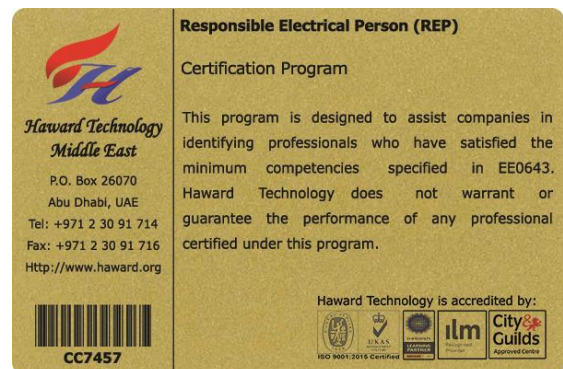 H
Haward Technology
Middle East
P.O. Box 26070
Abu Dhabi, UAE
Tel: +971 2 30 91 714
Fax: +971 2 30 91 716
Http://www.haward.org
CC7457
Responsible Electrical Person (REP)
Certification Program
This program is designed to assist companies in
identifying professionals who have satisfied the
minimum competencies specified in EE0643.
Haward Technology does not warrant or
guarantee the performance of any professional
certified under this program.
Haward Technology is accredited by:
UKAS
ilm
City&
Guilds
Approved Centre
ISO 9001:2015 Certified